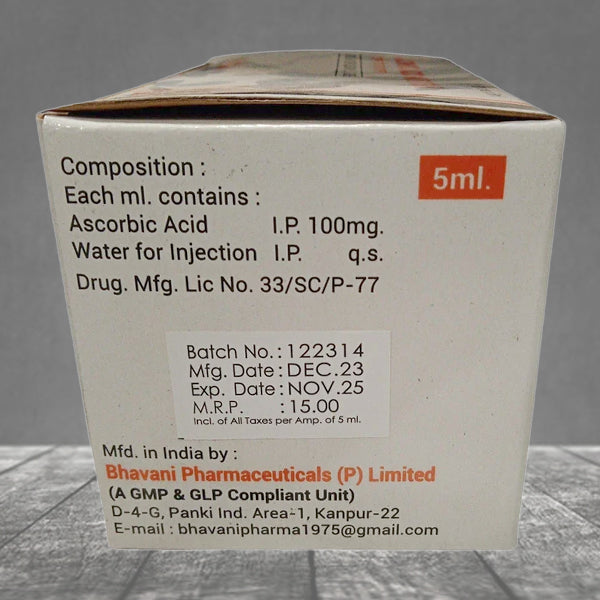 Composition :
5ml.
Each ml. contains :
Ascorbic Acid I.P. 100mg.
Water for Injection I.P. q.s.
Drug. Mfg. Lic No. 33/SC/P-77
Batch No. : 122314
Mfg. Date : DEC.23
Exp. Date : NOV.25
M.R.P. : 15.00
Incl. of All Taxes per Amp. of 5 ml.
Mfd. in India by :
Bhavani Pharmaceuticals (P) Limited
(A GMP & GLP Compliant Unit)
D-4-G, Panki Ind. Area-1, Kanpur-22
E-mail : bhavanipharma1975@gmail.com